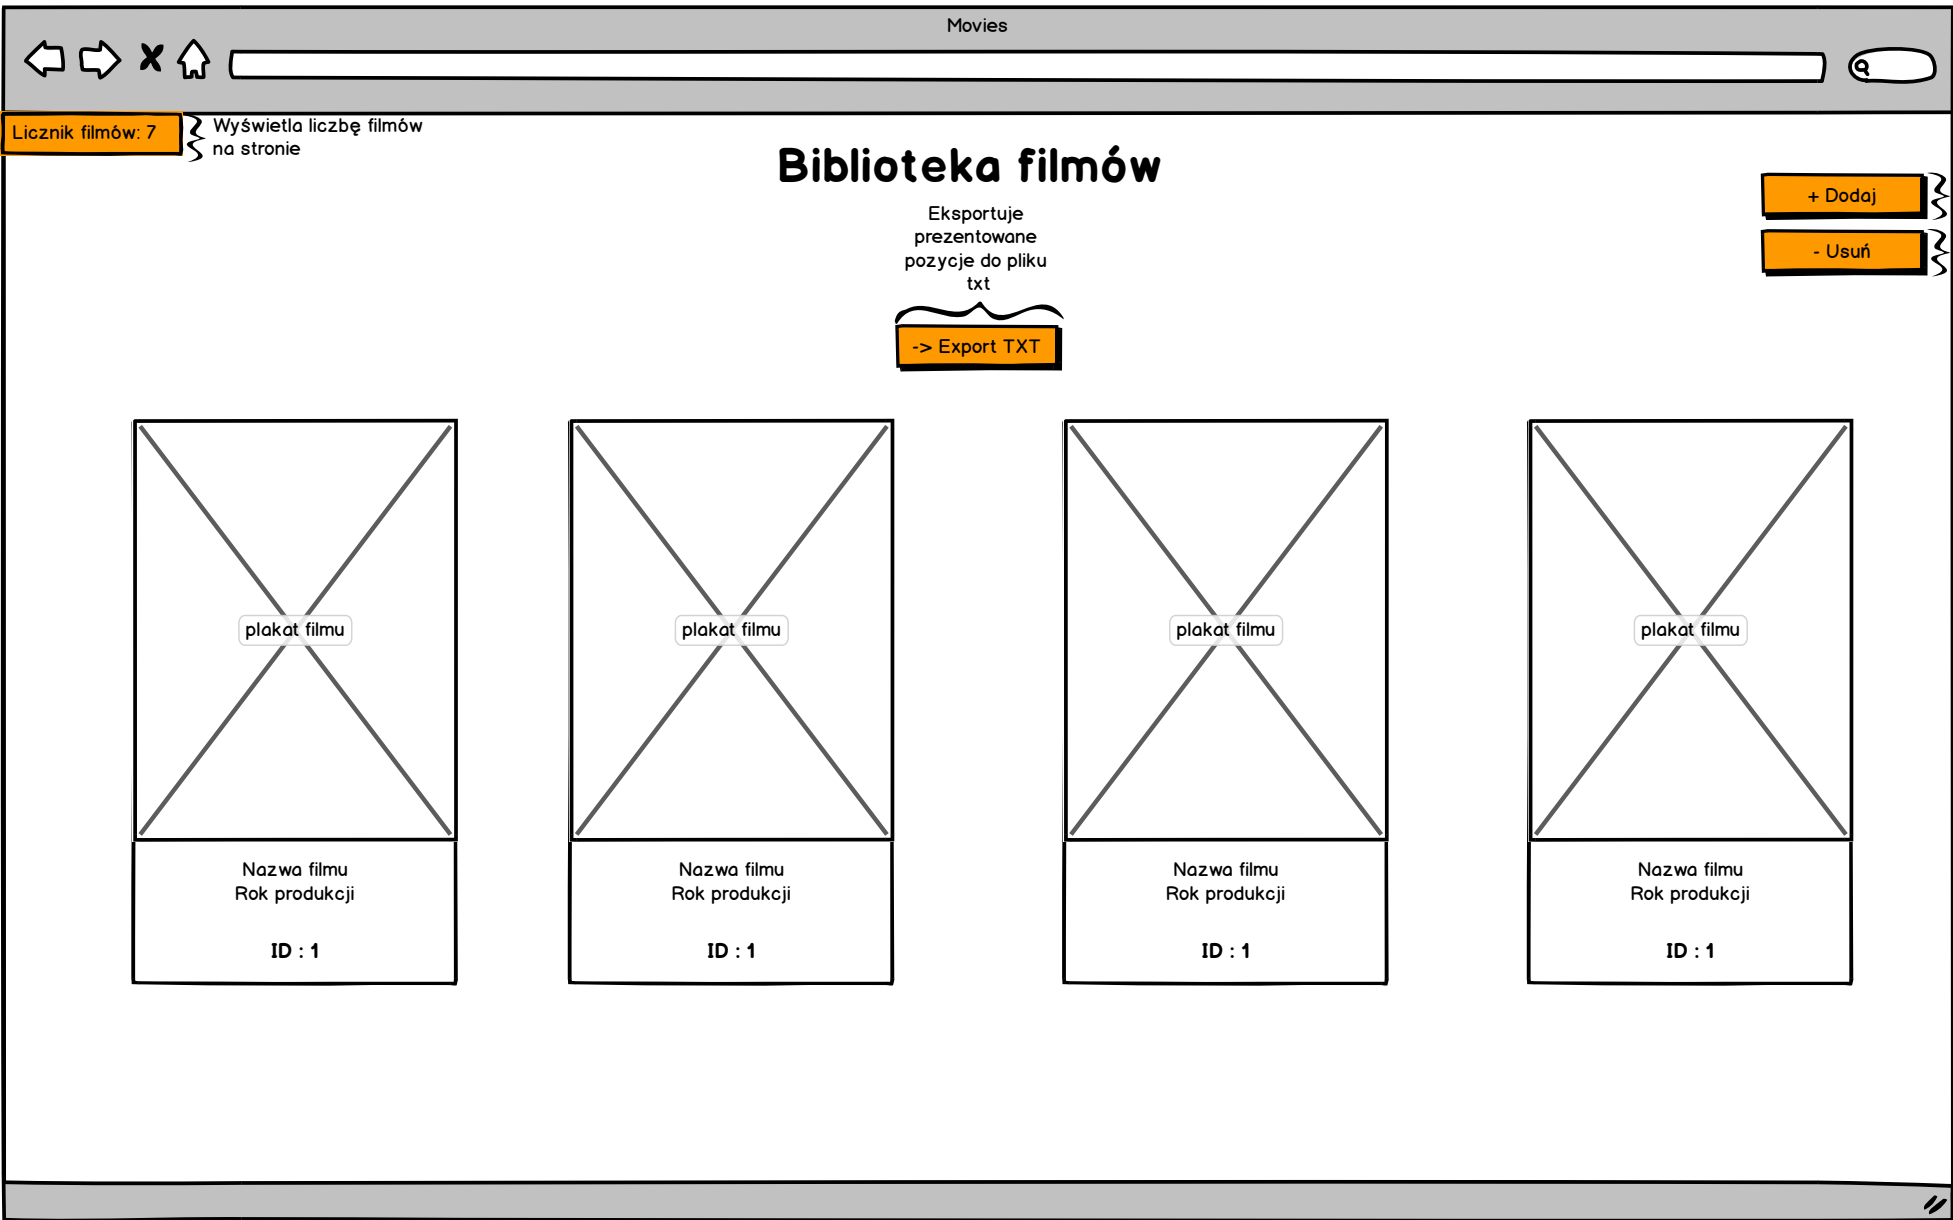 Movies
Licznik filmów: 7
Wyświetla liczbę filmów
na stronie
Biblioteka filmów
+ Dodaj
- Usuń
Eksportuje
prezentowane
pozycje do pliku
txt
-> Export TXT
plakat filmu
plakat filmu
plakat filmu
plakat filmu
Nazwa filmu
Rok produkcji
ID : 1
Nazwa filmu
Rok produkcji
ID : 1
Nazwa filmu
Rok produkcji
ID : 1
Nazwa filmu
Rok produkcji
ID : 1